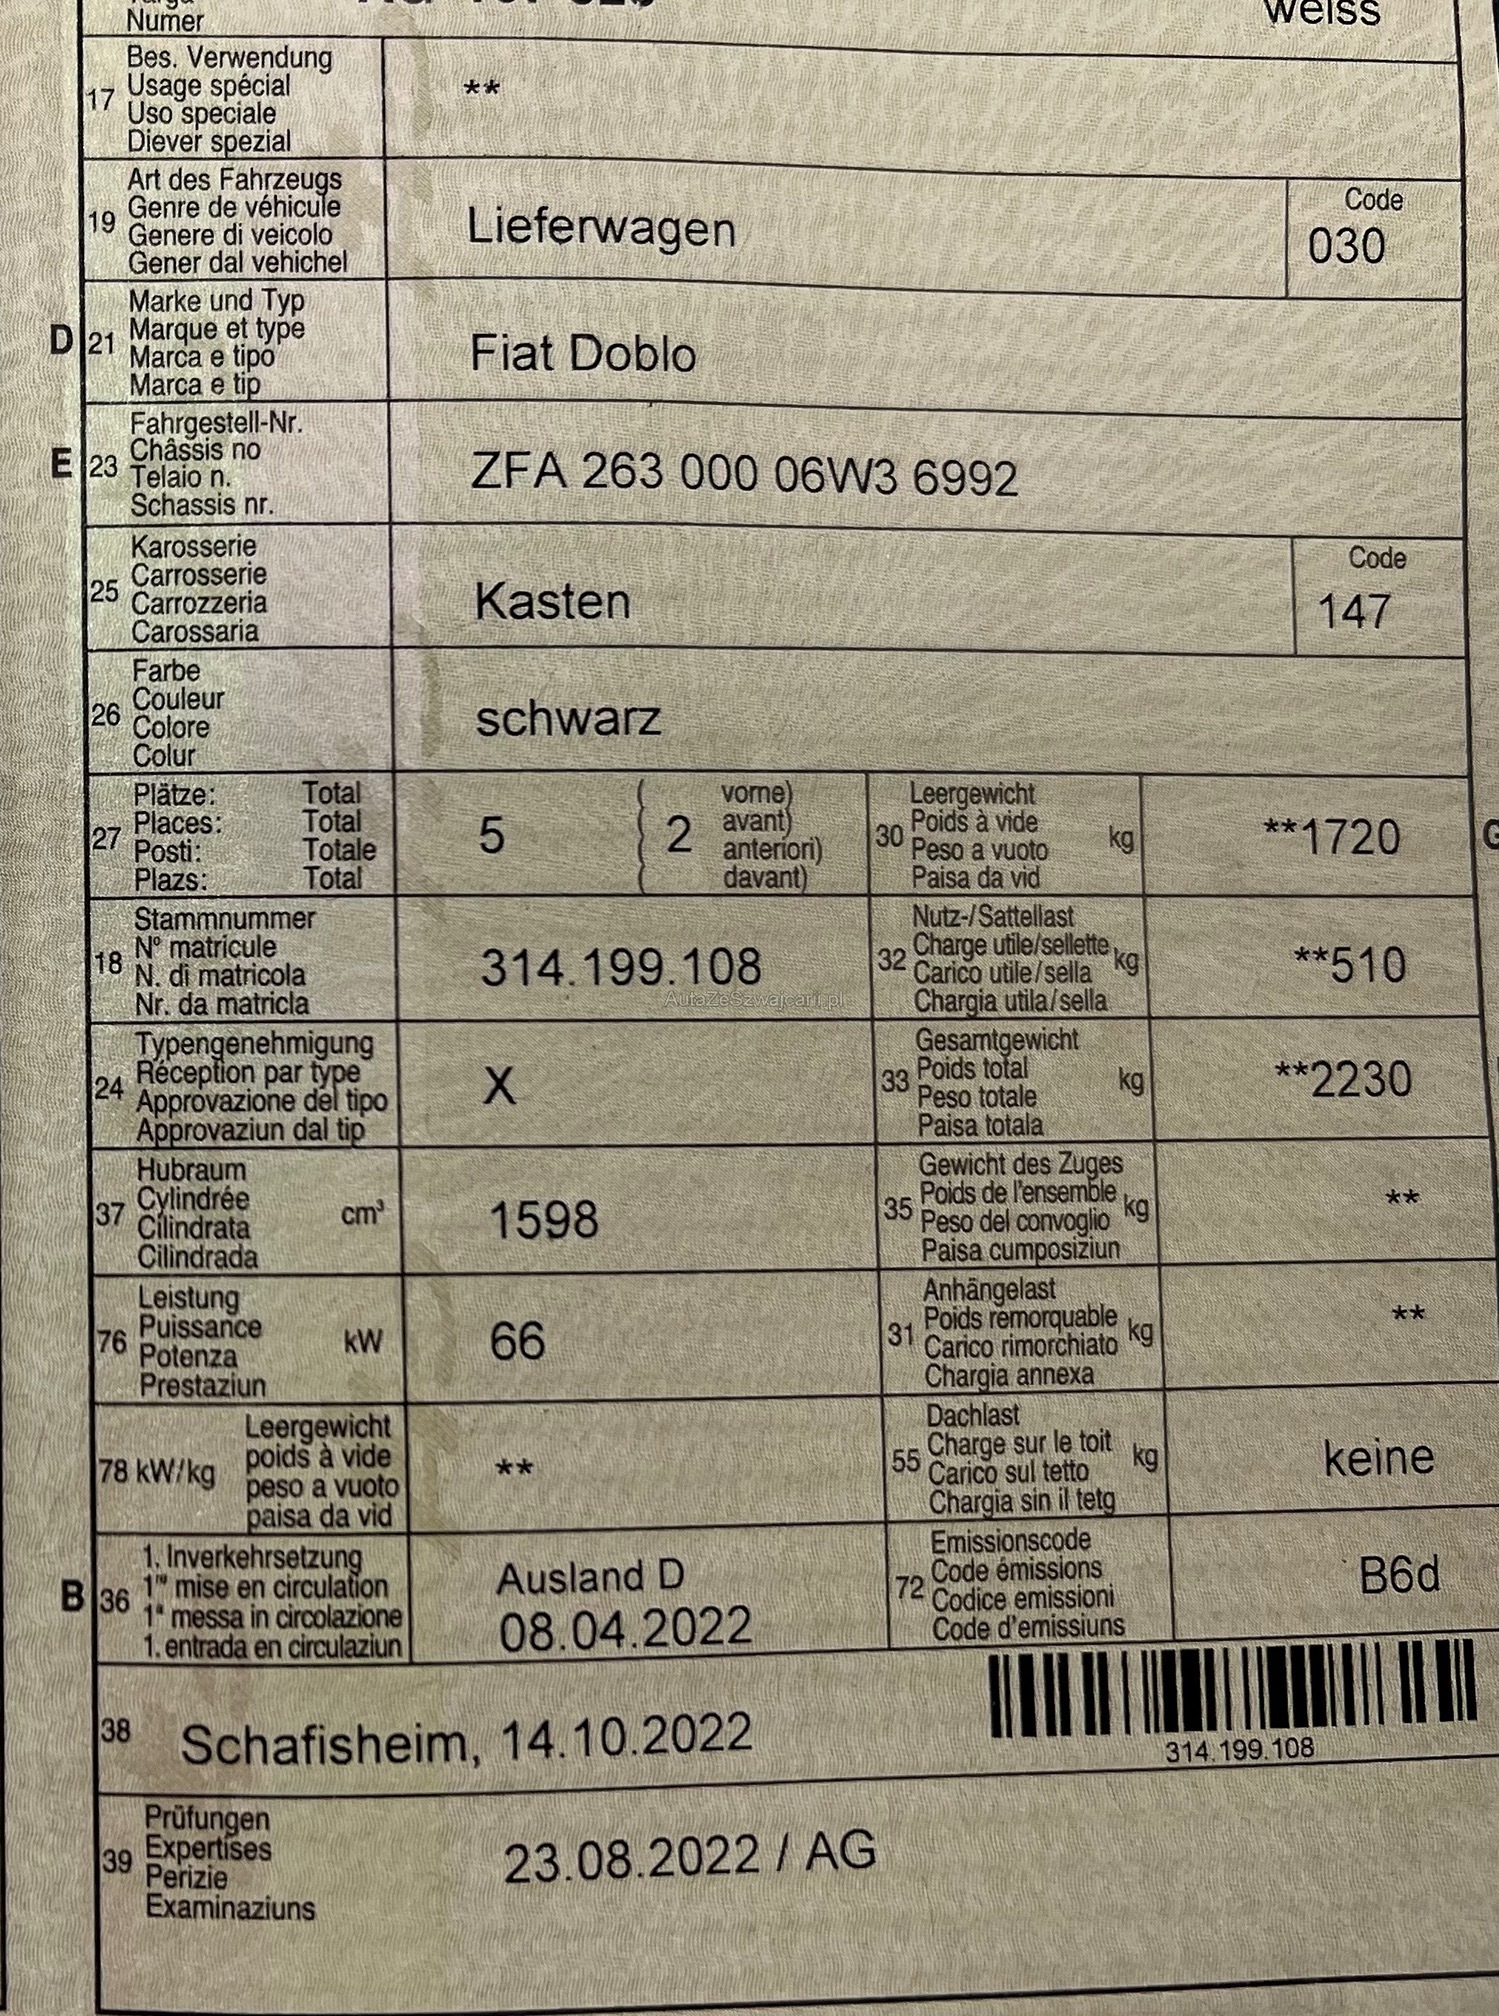 Numer
weiss
17 Bes. Verwendung
Usage spécial
Uso speciale
Diever spezial
**
19 Art des Fahrzeugs
Genre de véhicule
Genere di veicolo
Gener dal vehichel
Lieferwagen
Code
030
D 21 Marke und Typ
Marque et type
Marca e tipo
Marca e tip
Fiat Doblo
E 23 Fahrgestell-Nr.
Châssis no
Telaio n.
Schassis nr.
ZFA 263 000 06W3 6992
25 Karosserie
Carrosserie
Carrozzeria
Carossaria
Kasten
Code
147
26 Farbe
Couleur
Colore
Colur
schwarz
27 Plätze: Total
Places: Total
Posti: Totale
Plazs: Total
5
( 2 vorne)
avant)
anteriori)
davant)
30 Leergewicht
Poids à vide
Peso a vuoto
Paisa da vid
kg
**1720
18 Stammnummer
N° matricule
N. di matricola
Nr. da matricla
314.199.108
AutaZeSzwajcarii.pl
32 Nutz-/Sattellast
Charge utile/sellette
Carico utile/sella
Chargia utila/sella
kg
**510
24 Typengenehmigung
Réception par type
Approvazione del tipo
Approvaziun dal tip
X
33 Gesamtgewicht
Poids total
Peso totale
Paisa totala
kg
**2230
37 Hubraum
Cylindrée
Cilindrata
Cilindrada
cm³
1598
35 Gewicht des Zuges
Poids de l'ensemble
Peso del convoglio
Paisa cumposiziun
kg
**
76 Leistung
Puissance
Potenza
Prestaziun
kW
66
31 Anhängelast
Poids remorquable
Carico rimorchiato
Chargia annexa
kg
**
78 kW/kg Leergewicht
poids à vide
peso a vuoto
paisa da vid
**
55 Dachlast
Charge sur le toit
Carico sul tetto
Chargia sin il tetg
kg
keine
B 36 1. Inverkehrsetzung
1re mise en circulation
1a messa in circolazione
1. entrada en circulaziun
Ausland D
08.04.2022
72 Emissionscode
Code émissions
Codice emissioni
Code d'emissiuns
B6d
38 Schafisheim, 14.10.2022
314.199.108
39 Prüfungen
Expertises
Perizie
Examinaziuns
23.08.2022 / AG